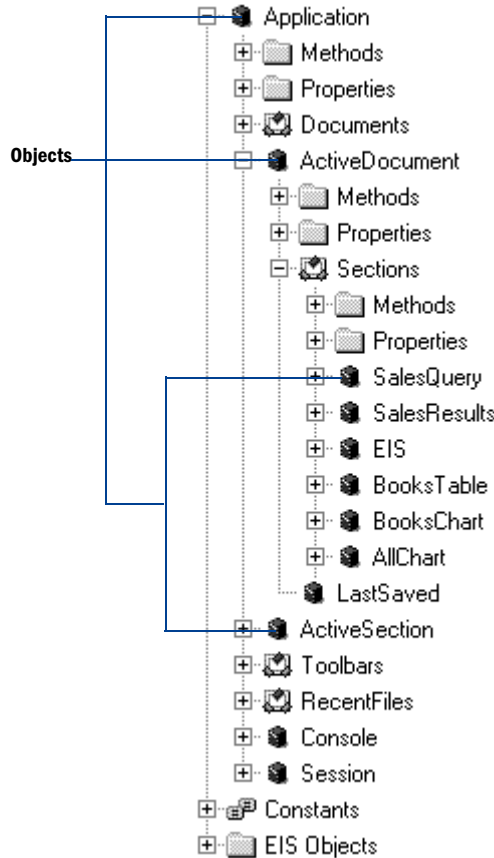 Application
Methods
Properties
Documents
Objects
ActiveDocument
Methods
Properties
Sections
Methods
Properties
SalesQuery
SalesResults
EIS
BooksTable
BooksChart
AllChart
LastSaved
ActiveSection
Toolbars
RecentFiles
Console
Session
Constants
EIS Objects